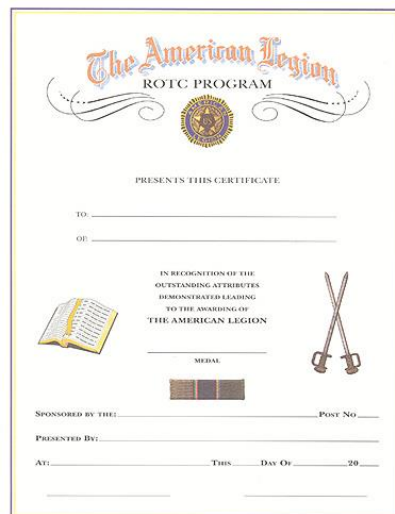 The American Legion
ROTC PROGRAM
AMERICAN
LEGION
PRESENTS THIS CERTIFICATE
TO:
OF:
IN RECOGNITION OF THE
OUTSTANDING ATTRIBUTES
DEMONSTRATED LEADING
TO THE AWARDING OF
THE AMERICAN LEGION
MEDAL
SPONSORED BY THE: POST NO
PRESENTED BY:
AT: THIS DAY OF 20